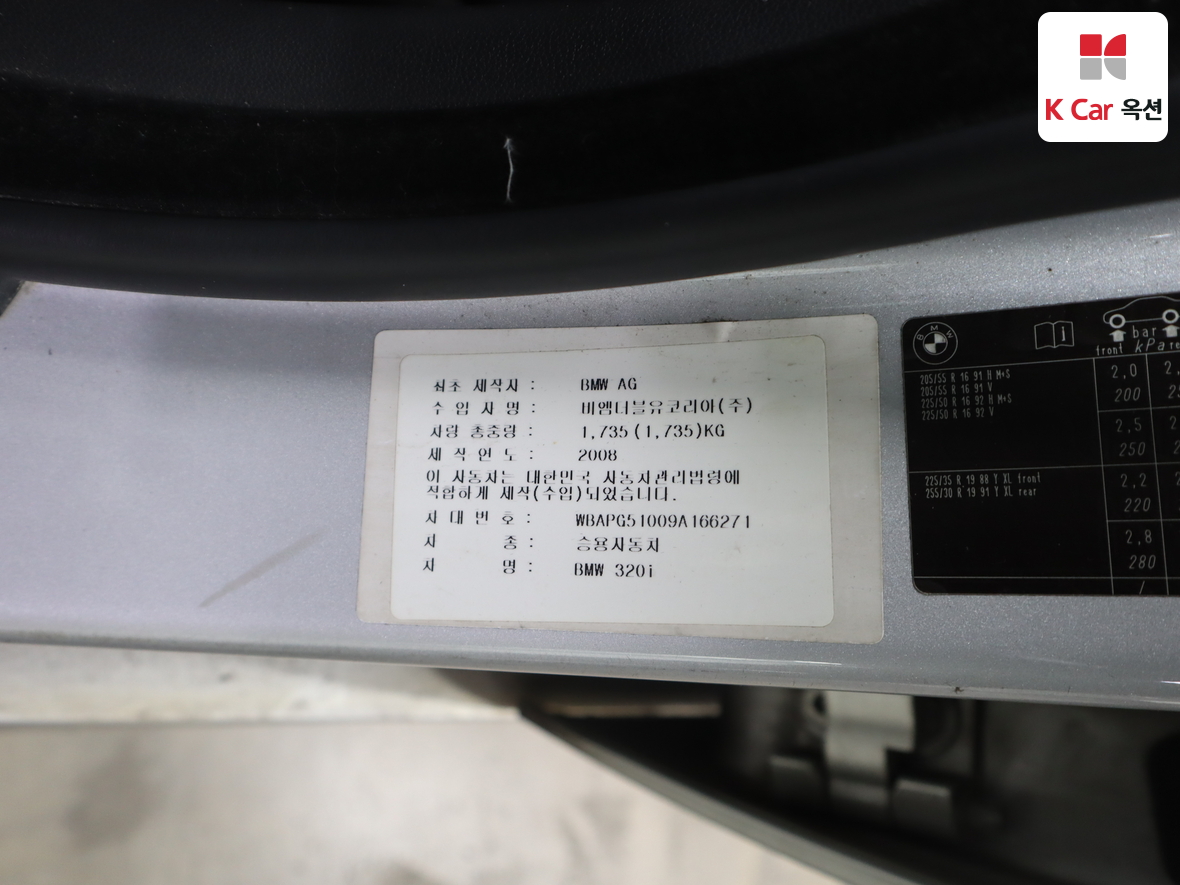 K Car 옥션
최초 제작자 : BMW AG
수 입 자 명 : 비엠더블유코리아(주)
차량 총중량 : 1,735(1,735)KG
제 작 연 도 : 2008
이 자동차는 대한민국 자동차관리법령에
적합하게 제작(수입)되었습니다.
차 대 번 호 : WBAPG51009A166271
차 종 : 승용자동차
차 명 : BMW 320i
BMW
i
bar
front kPa re
205/55 R 16 91 H M+S
205/55 R 16 91 V
225/50 R 16 92 H M+S
225/50 R 16 92 V
2,0
200
2,5
250
225/35 R 19 88 Y XL front
255/30 R 19 91 Y XL rear
2,2
220
2,8
280
/